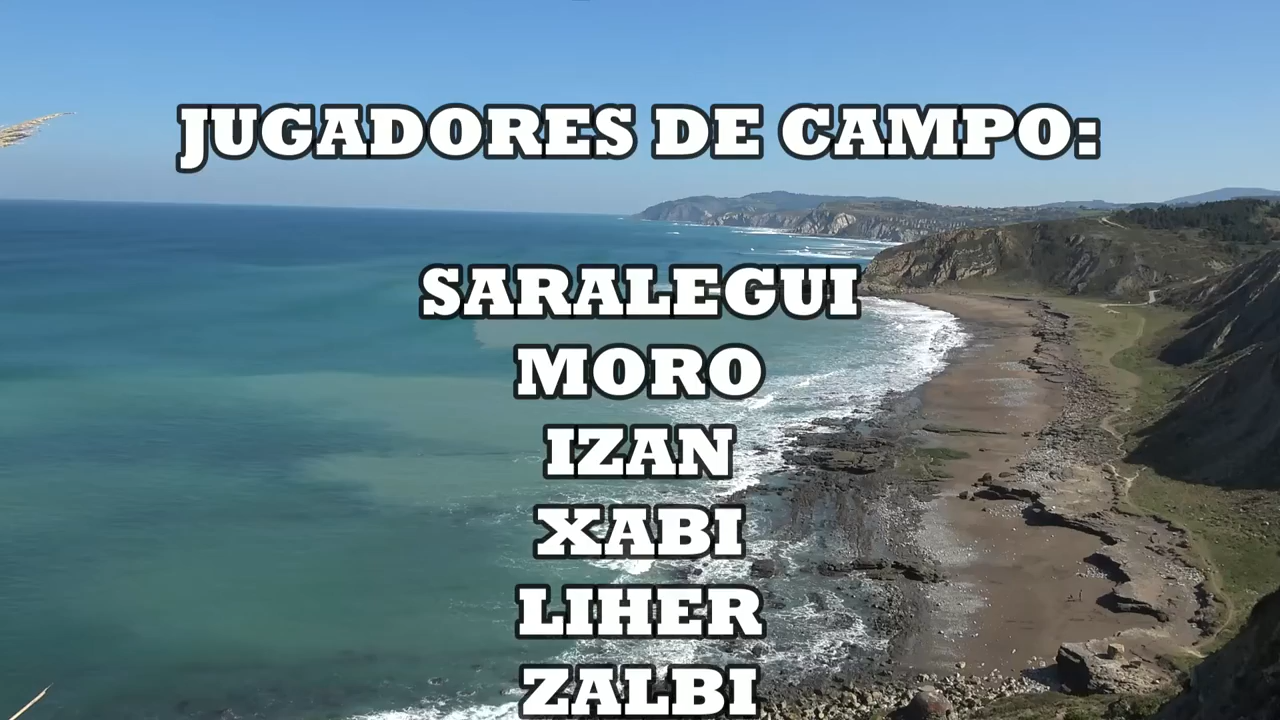 JUGADORES DE CAMPO:
SARALEGUI
MORO
IZAN
XABI
LIHER
ZALBI